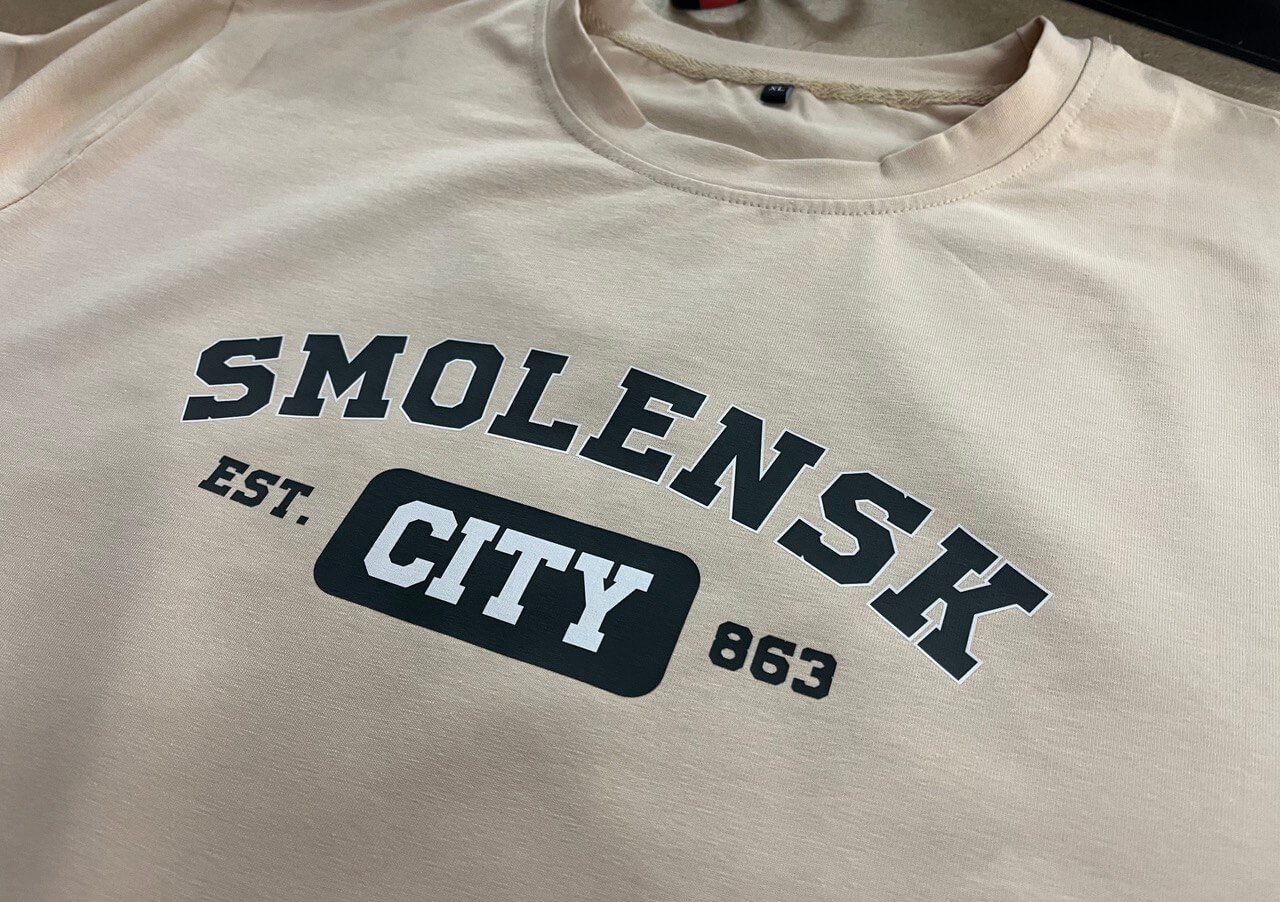 XL
SMOLENSK
EST. CITY 863